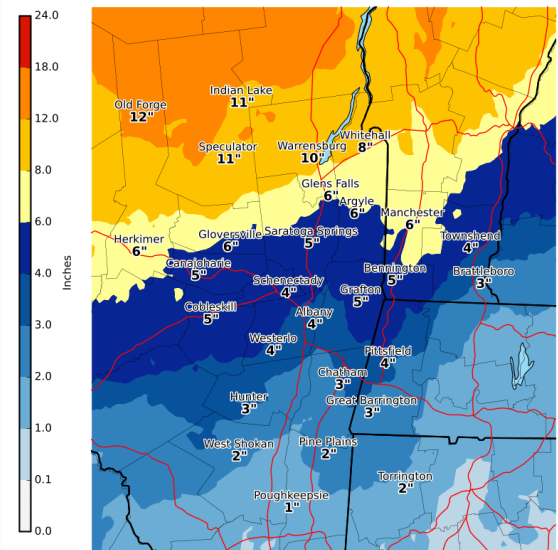 24.0
18.0
12.0
8.0
6.0
4.0
3.0
2.0
1.0
0.1
0.0
Inches
Indian Lake
11"
Old Forge
12"
Whitehall
8"
Speculator
11"
Warrensburg
10"
Glens Falls
6"
Argyle
6"
Manchester
6"
Herkimer
6"
Gloversville
6"
Saratoga Springs
5"
Townshend
4"
Canajoharie
5"
Bennington
5"
Brattleboro
3"
Schenectady
4"
Grafton
5"
Cobleskill
5"
Albany
4"
Westerlo
4"
Pittsfield
4"
Chatham
3"
Hunter
3"
Great Barrington
3"
West Shokan
2"
Pine Plains
2"
Torrington
2"
Poughkeepsie
1"